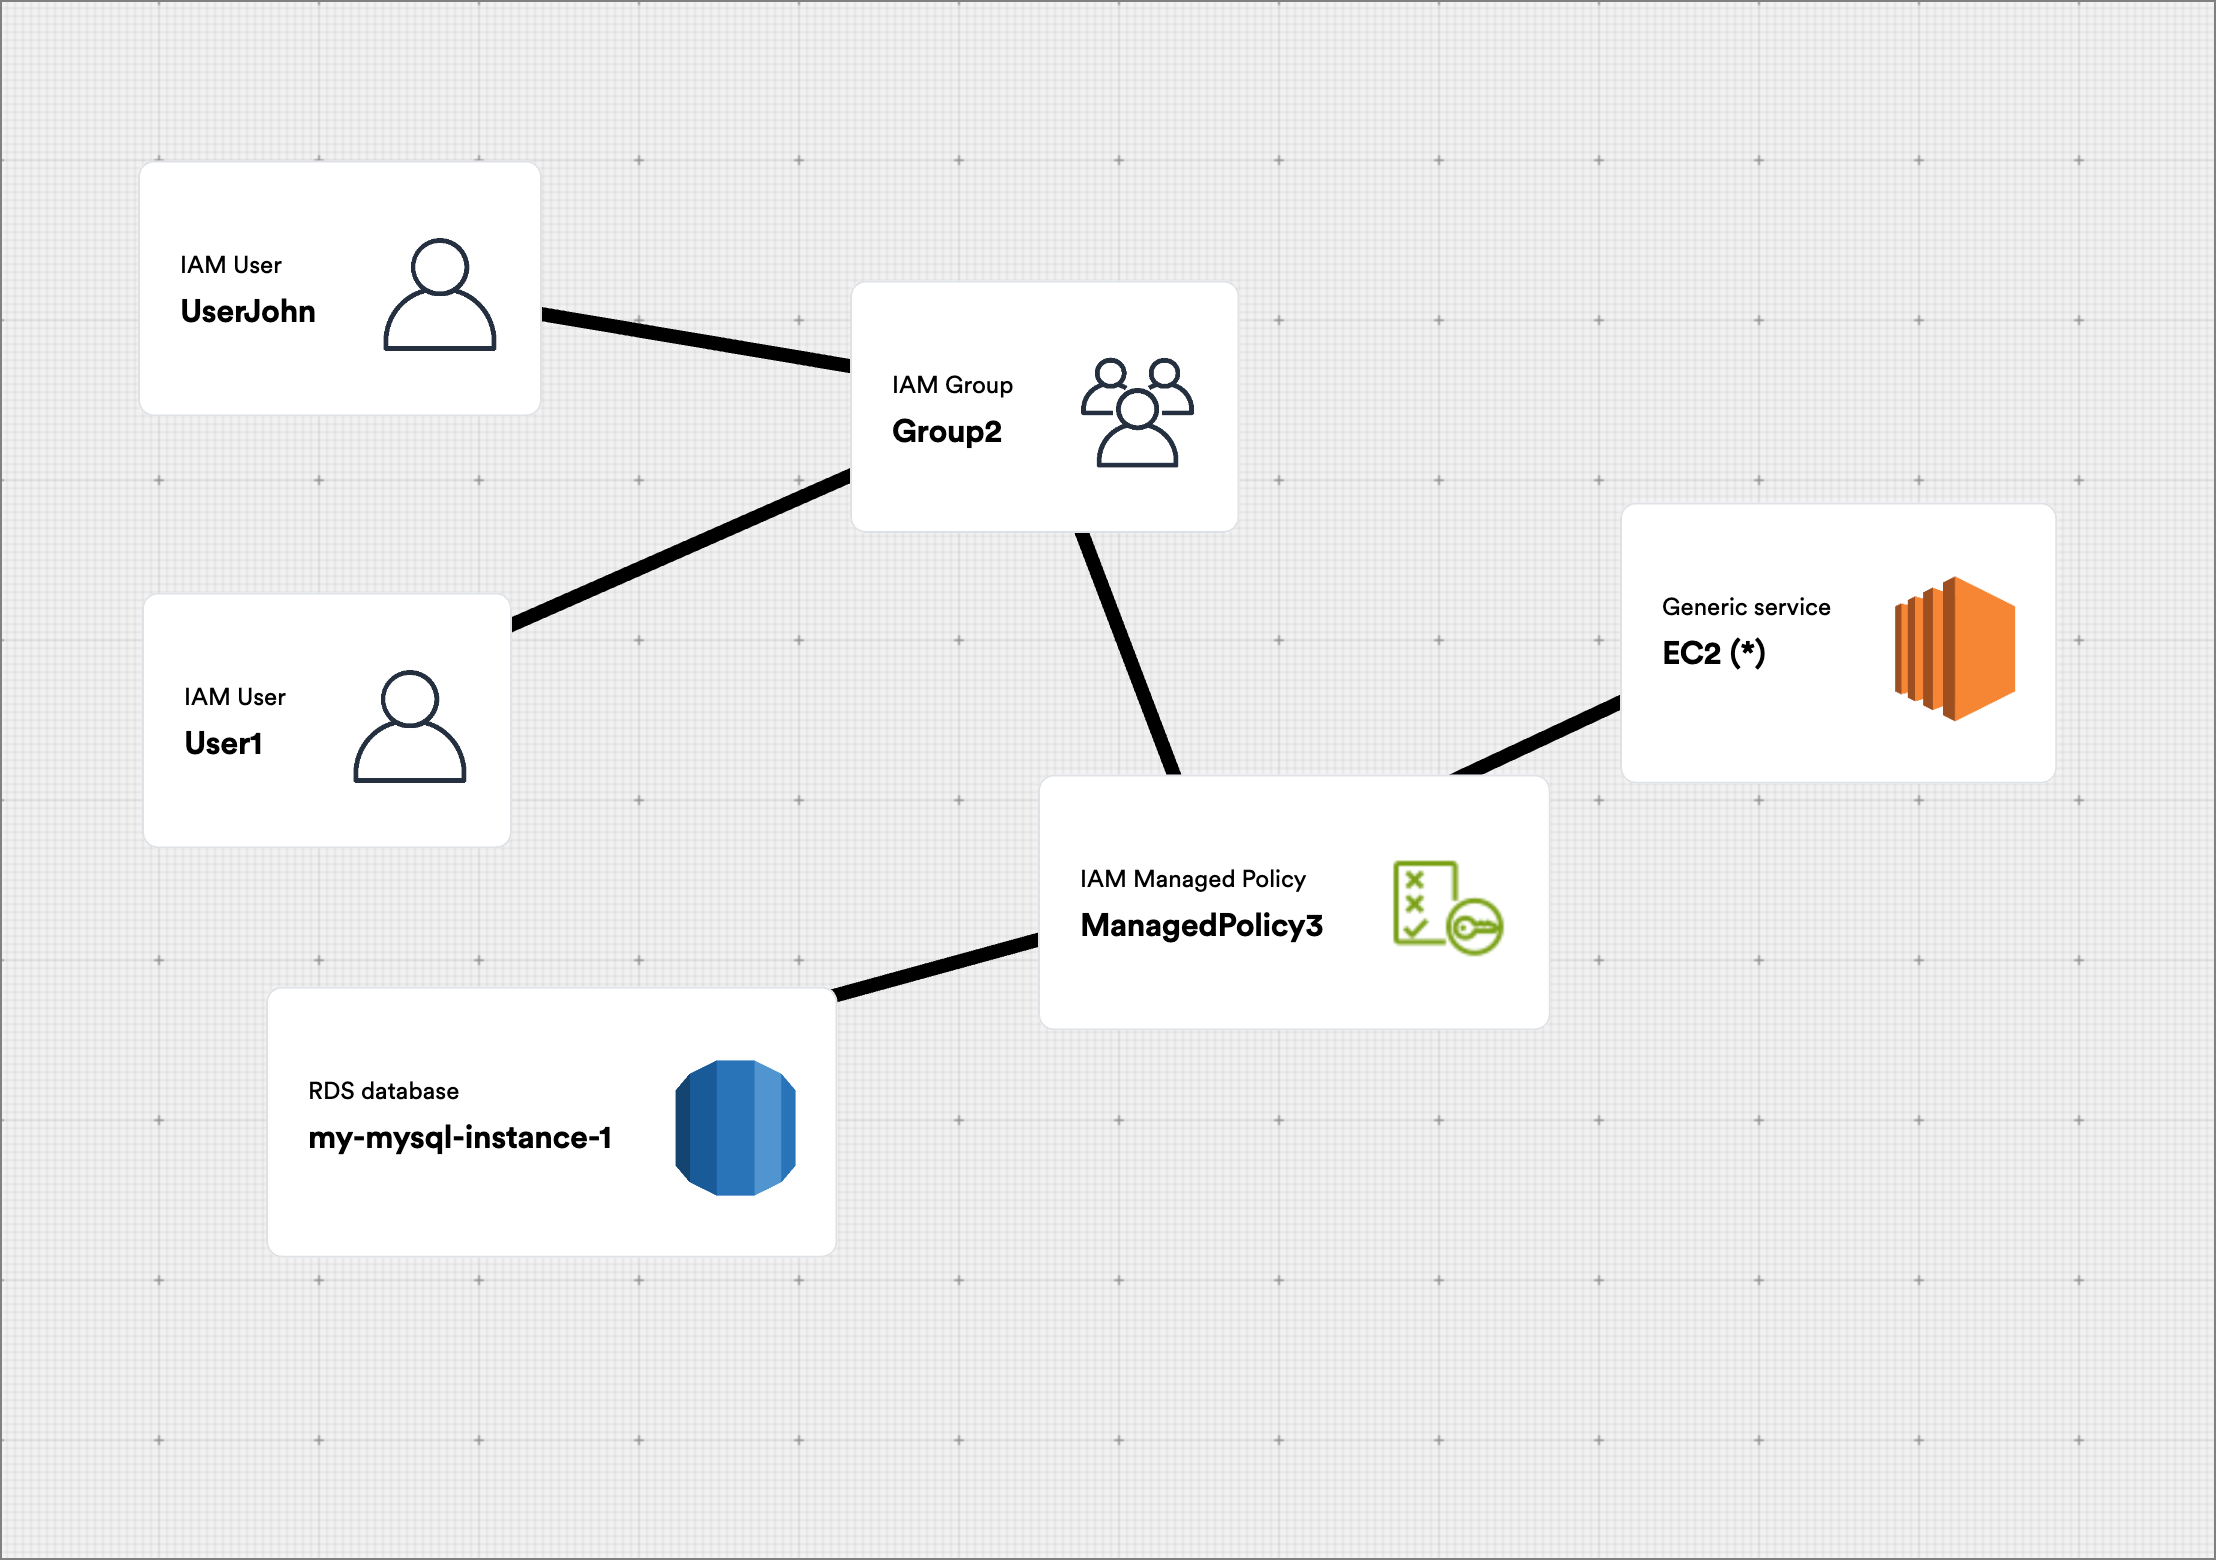 IAM User
UserJohn
IAM Group
Group2
Generic service
EC2 (*)
IAM User
User1
IAM Managed Policy
ManagedPolicy3
RDS database
my-mysql-instance-1